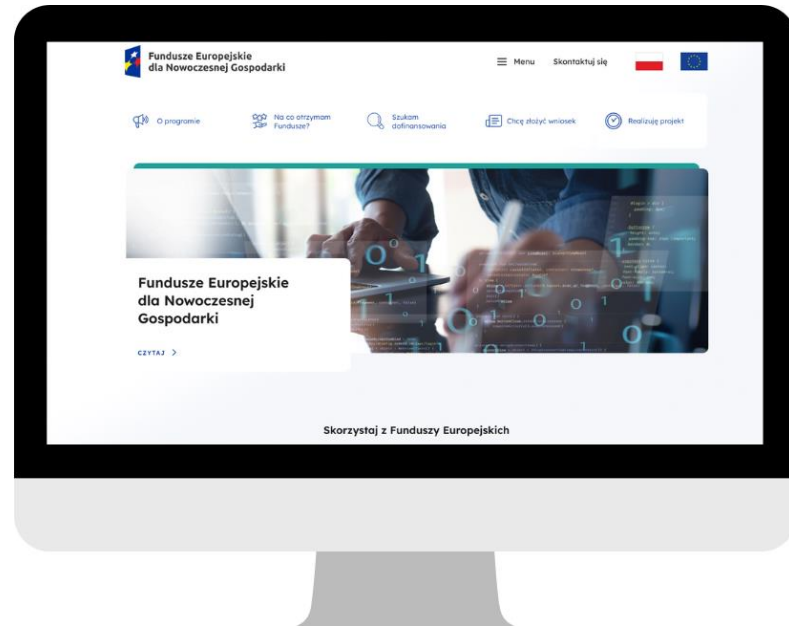 Fundusze Europejskie
dla Nowoczesnej Gospodarki
Menu
Skontaktuj się
O programie
Na co otrzymam
Fundusze?
Szukam
dofinansowania
Chcę złożyć wniosek
Realizuję projekt
Fundusze Europejskie
dla Nowoczesnej
Gospodarki
CZYTAJ
Skorzystaj z Funduszy Europejskich